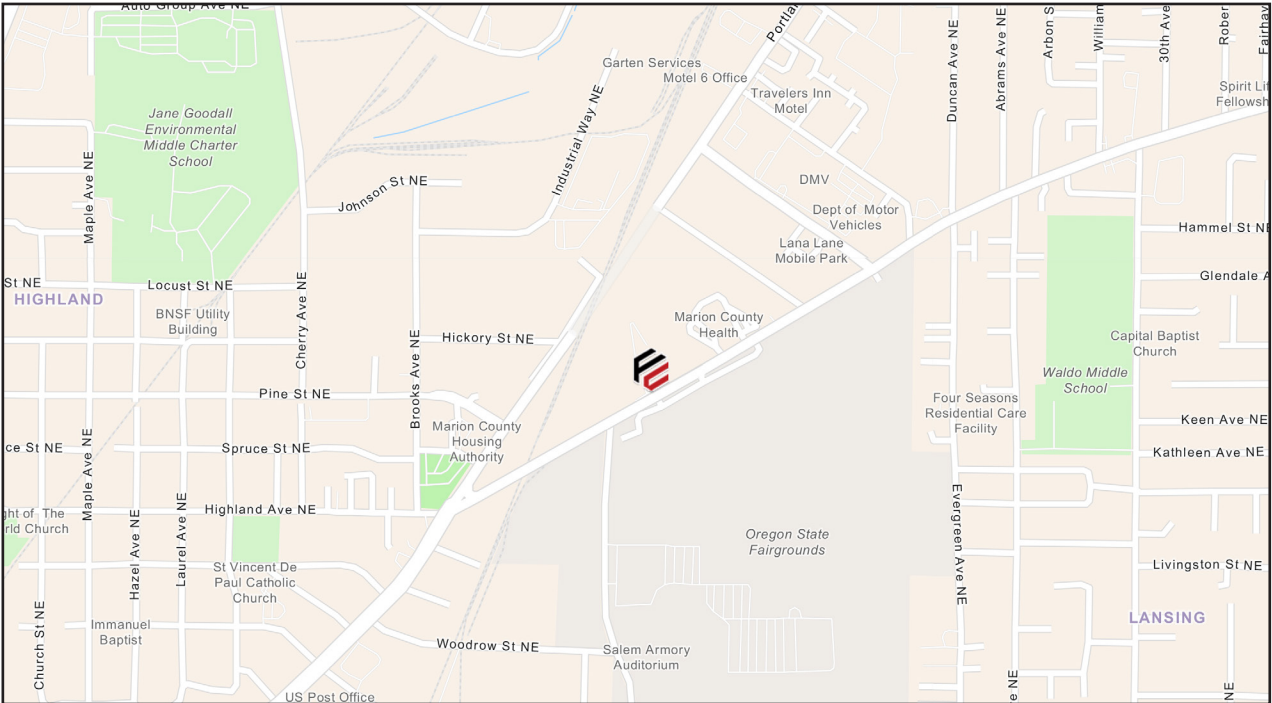 Auto Group Ave NE
Portlan
Duncan Ave NE
Abrams Ave NE
Arbon S
William
30th Ave
Rober
Fairhav
Garten Services
Motel 6 Office
Travelers Inn
Motel
Spirit Lif
Fellowsh
Jane Goodall
Environmental
Middle Charter
School
Industrial Way NE
Maple Ave NE
Johnson St NE
DMV
Dept of Motor
Vehicles
Lana Lane
Mobile Park
Hammel St NE
Glendale A
St NE
HIGHLAND
Locust St NE
BNSF Utility
Building
Cherry Ave NE
Brooks Ave NE
Hickory St NE
Marion County
Health
Capital Baptist
Church
Waldo Middle
School
Pine St NE
Four Seasons
Residential Care
Facility
Keen Ave NE
Kathleen Ave NE
Marion County
Housing
Authority
ce St NE
Spruce St NE
Maple Ave NE
Hazel Ave NE
Laurel Ave NE
Highland Ave NE
ght of The
rld Church
Evergreen Ave NE
Oregon State
Fairgrounds
Livingston St NE
St Vincent De
Paul Catholic
Church
LANSING
Immanuel
Baptist
Church St NE
Woodrow St NE
Salem Armory
Auditorium
US Post Office
e NE
NE